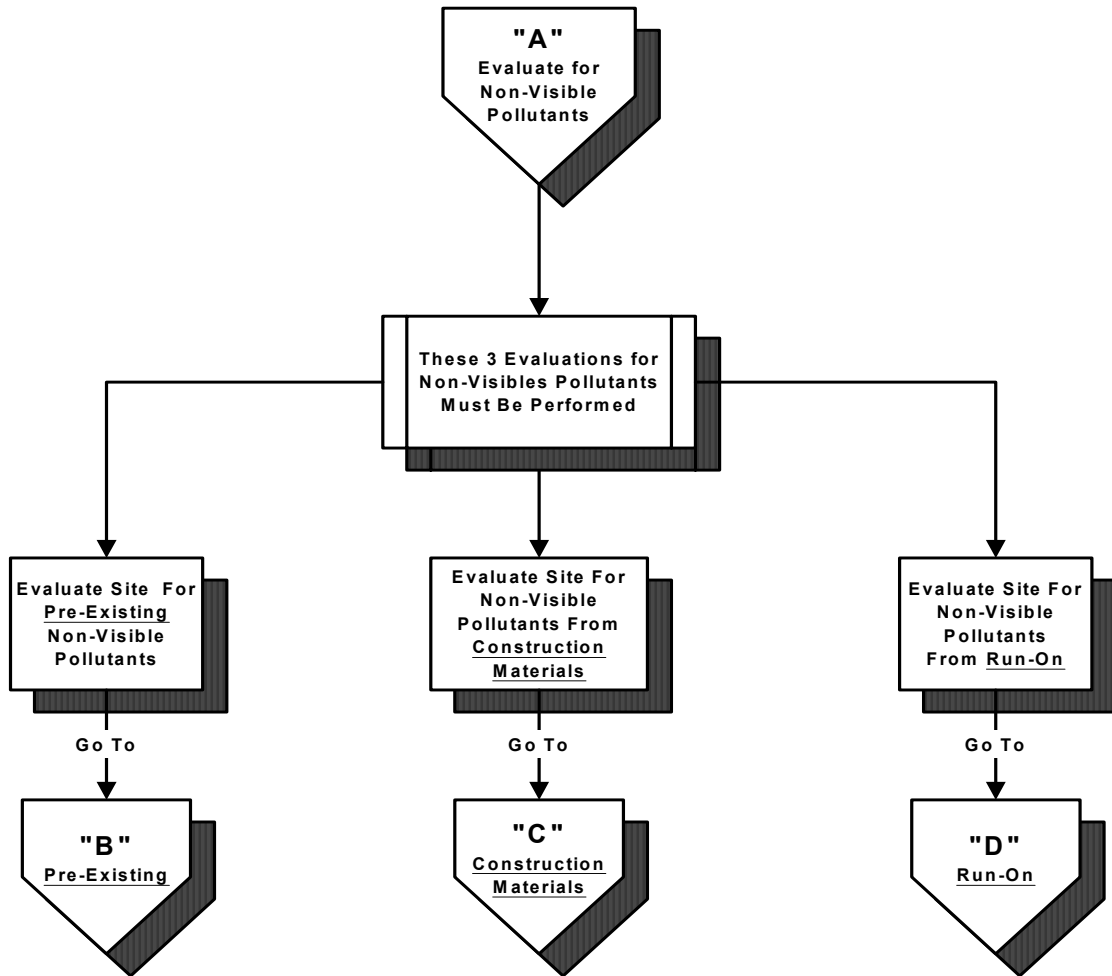 "A"
Evaluate for
Non-Visible
Pollutants
These 3 Evaluations for
Non-Visibles Pollutants
Must Be Performed
Evaluate Site For
Pre-Existing
Non-Visible
Pollutants
Evaluate Site For
Non-Visible
Pollutants From
Construction
Materials
Evaluate Site For
Non-Visible
Pollutants
From Run-On
Go To
Go To
Go To
"B"
Pre-Existing
"C"
Construction
Materials
"D"
Run-On